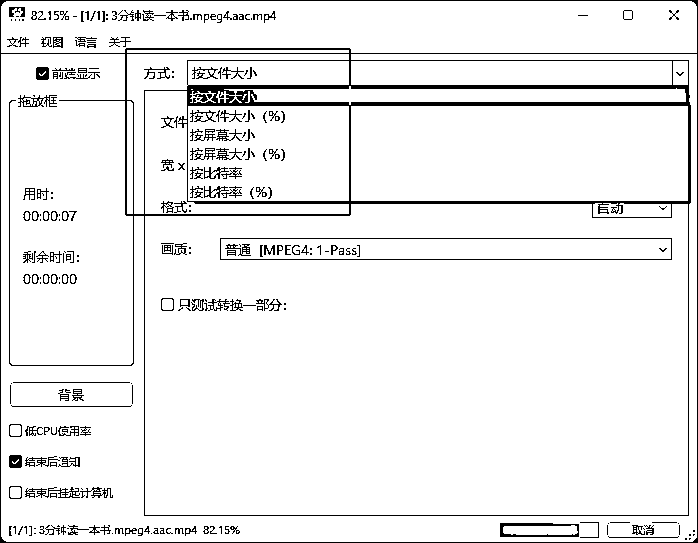 82.15% - [1/1]: 3分钟读一本书.mpeg4.aac.mp4
文件 视图 语言 关于
前端显示
方式: 按文件大小
拖放框
按文件大小
按文件大小 (%)
按屏幕大小
按屏幕大小 (%)
按比特率
按比特率 (%)
文件
宽 x
格式:
自动
用时:
00:00:07
剩余时间:
00:00:00
画质: 普通 [MPEG4: 1-Pass]
只测试转换一部分:
背景
低CPU使用率
结束后通知
结束后挂起计算机
[1/1]: 3分钟读一本书.mpeg4.aac.mp4 82.15%
取消